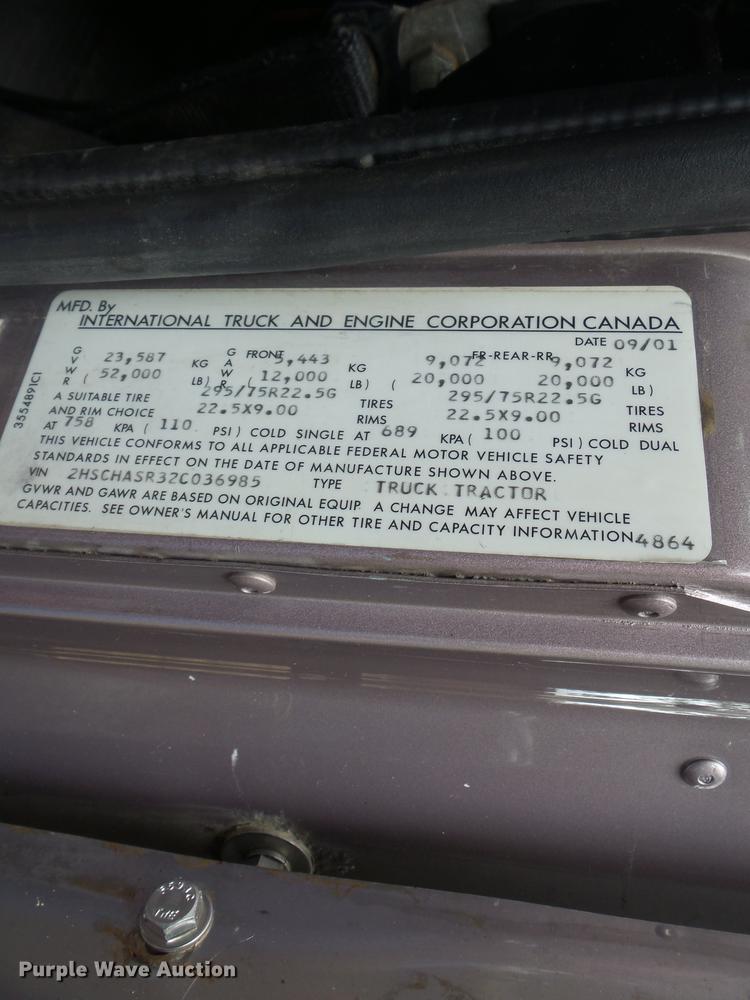 MFD. By
INTERNATIONAL TRUCK AND ENGINE CORPORATION CANADA
DATE 09/01
GVWR 23,587 KG GAWR FRONT 5,443 9,072 FR-REAR-RR 9,072 KG
( 52,000 LB) ( 12,000 LB) ( 20,000 20,000 LB)
A SUITABLE TIRE 295/75R22.5G TIRES 295/75R22.5G TIRES
AND RIM CHOICE 22.5X9.00 RIMS 22.5X9.00 RIMS
AT 758 KPA ( 110 PSI) COLD SINGLE AT 689 KPA ( 100 PSI) COLD DUAL
THIS VEHICLE CONFORMS TO ALL APPLICABLE FEDERAL MOTOR VEHICLE SAFETY
STANDARDS IN EFFECT ON THE DATE OF MANUFACTURE SHOWN ABOVE.
VIN 2HSCHASR32C036985 TYPE TRUCK TRACTOR
GVWR AND GAWR ARE BASED ON ORIGINAL EQUIP. A CHANGE MAY AFFECT VEHICLE
CAPACITIES. SEE OWNER'S MANUAL FOR OTHER TIRE AND CAPACITY INFORMATION 4864
3554891C1
Purple Wave Auction